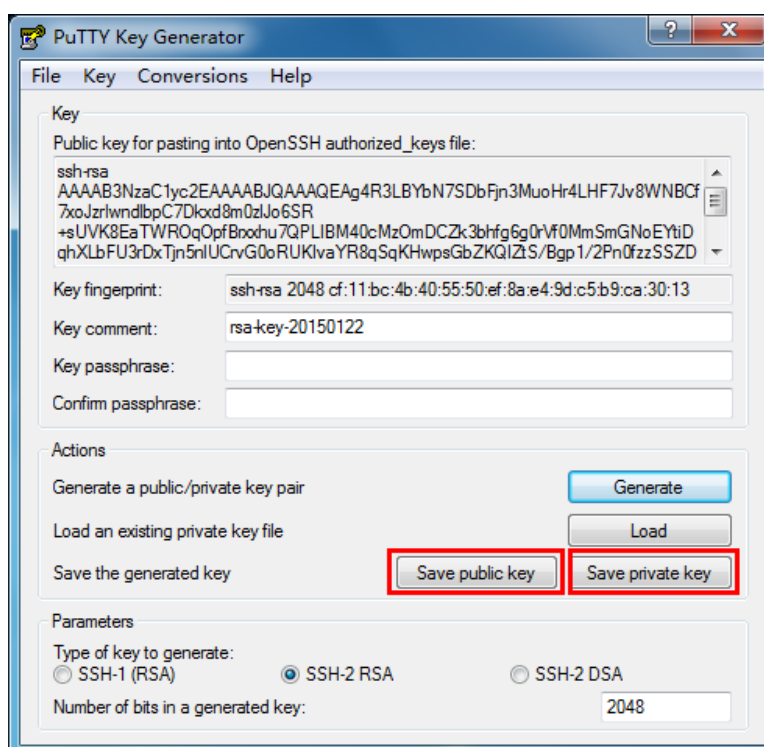 PuTTY Key Generator
File Key Conversions Help
Key
Public key for pasting into OpenSSH authorized_keys file:
ssh-rsa
AAAAB3NzaC1yc2EAAAABJQAAAQEAg4R3LBYbN7SDbFjn3MuoHr4LHF7Jv8WNBCf
7xoJzrlwndlbpC7Dkxd8m0zlJo6SR
+sUVK8EaTWROqOpfBrxxhu7QPLIBM40cMzOmDCZk3bhfg6g0rVf0MmSmGNoEYtiD
qhXLbFU3rDxTjn5nlUCrvG0oRUKIvaYR8qSqKHwpsGbZKQIZtS/Bgp1/2Pn0fzzSSZD
Key fingerprint: ssh-rsa 2048 cf:11:bc:4b:40:55:50:ef:8a:e4:9d:c5:b9:ca:30:13
Key comment: rsa-key-20150122
Key passphrase:
Confirm passphrase:
Actions
Generate a public/private key pair Generate
Load an existing private key file Load
Save the generated key Save public key Save private key
Parameters
Type of key to generate:
SSH-1 (RSA) SSH-2 RSA SSH-2 DSA
Number of bits in a generated key: 2048